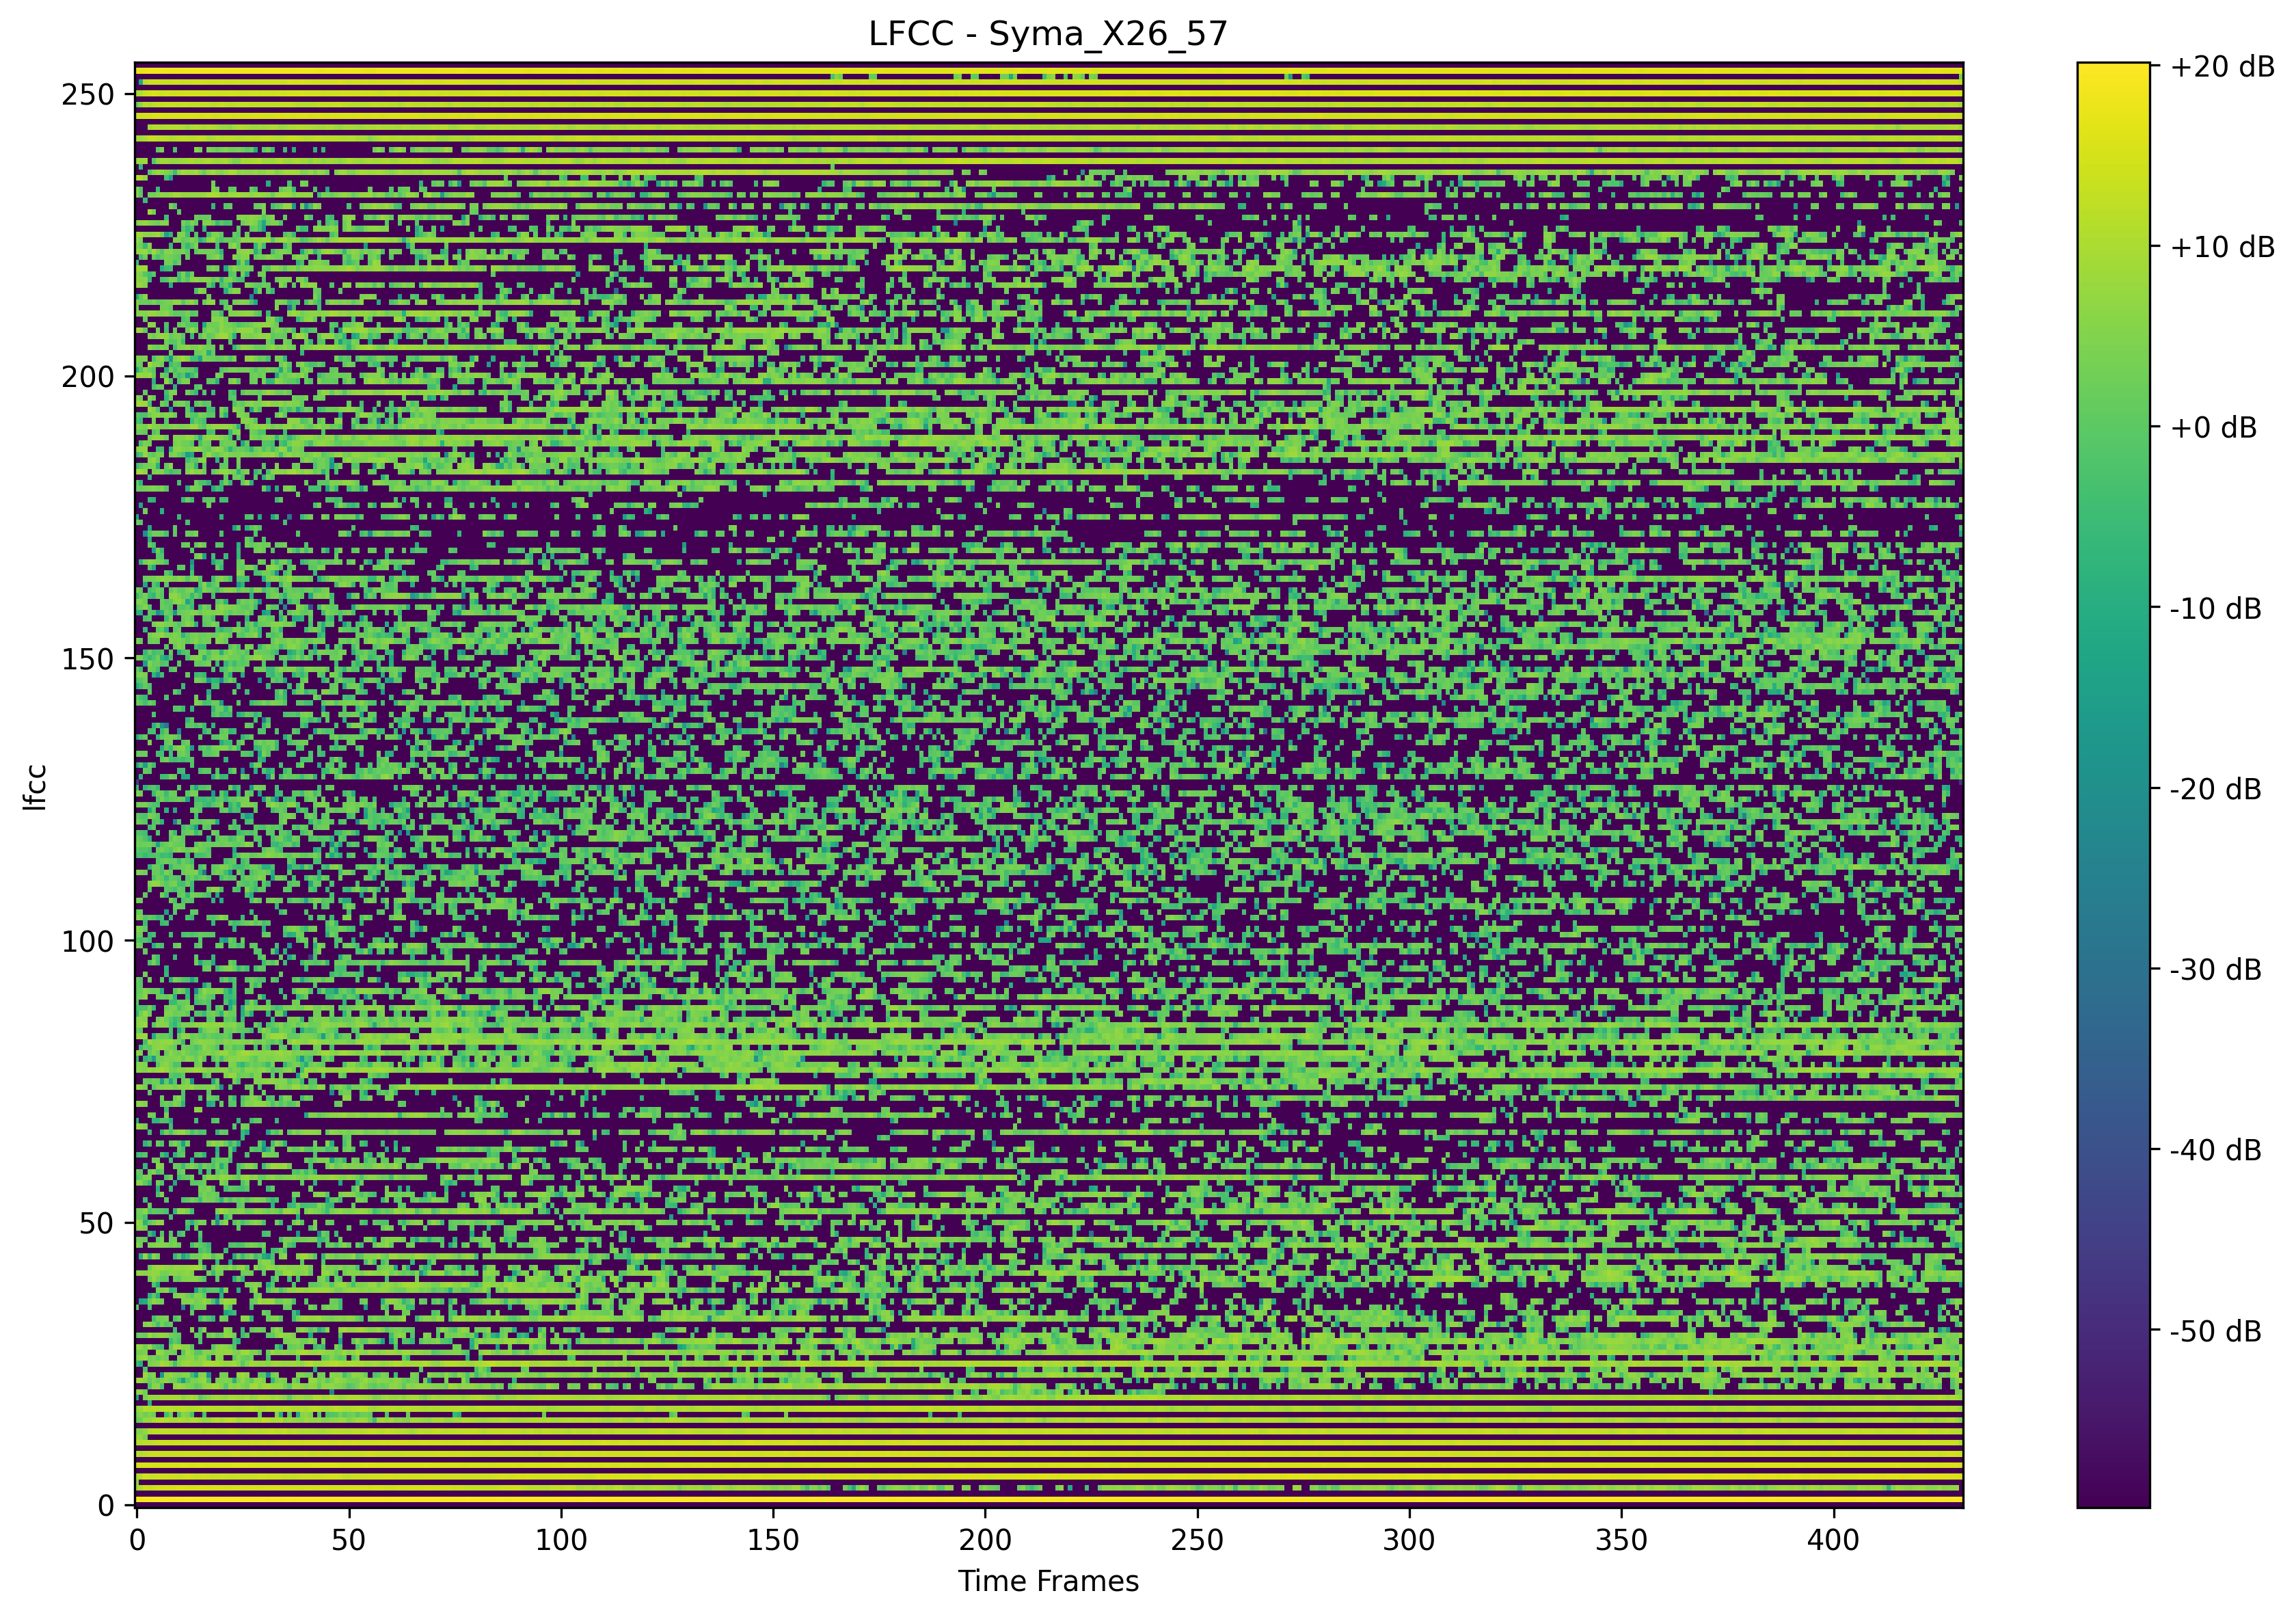 LFCC - Syma_X26_57
lfcc
250
200
150
100
50
0
0 50 100 150 200 250 300 350 400
Time Frames
+20 dB
+10 dB
+0 dB
-10 dB
-20 dB
-30 dB
-40 dB
-50 dB